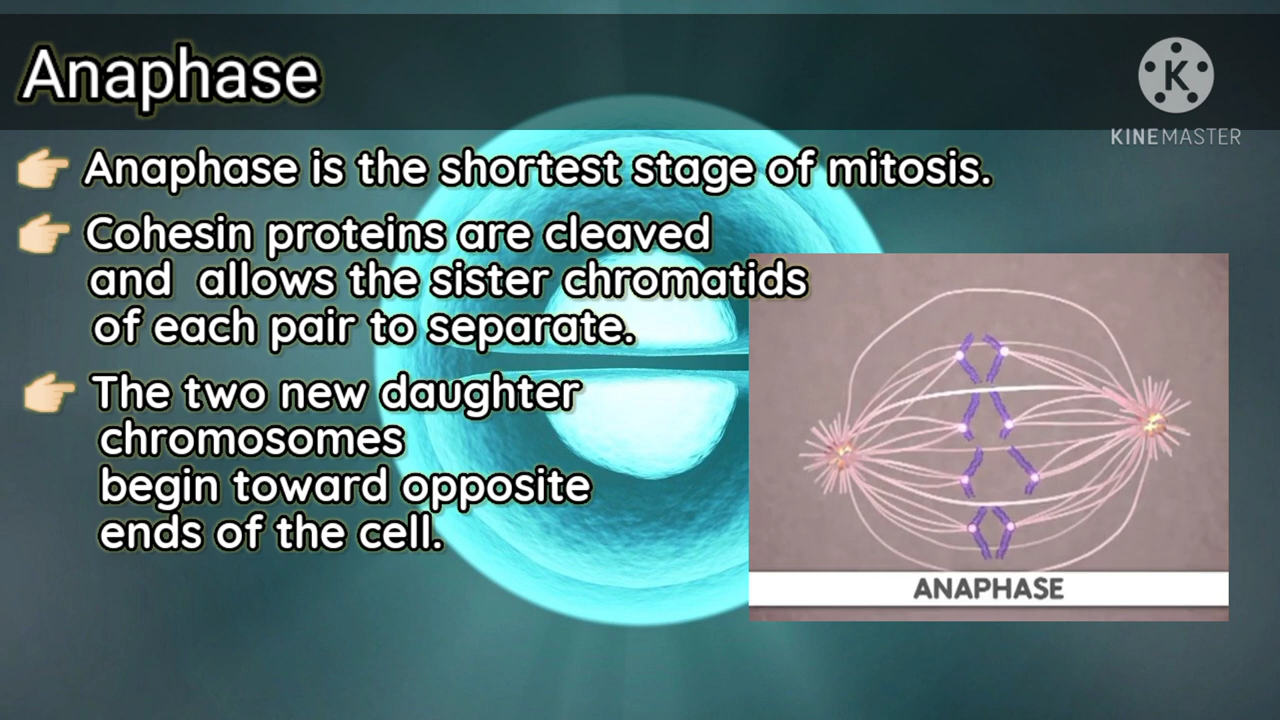 Anaphase
K
KINEMASTER
👉 Anaphase is the shortest stage of mitosis.
👉 Cohesin proteins are cleaved
and allows the sister chromatids
of each pair to separate.
👉 The two new daughter
chromosomes
begin toward opposite
ends of the cell.
ANAPHASE